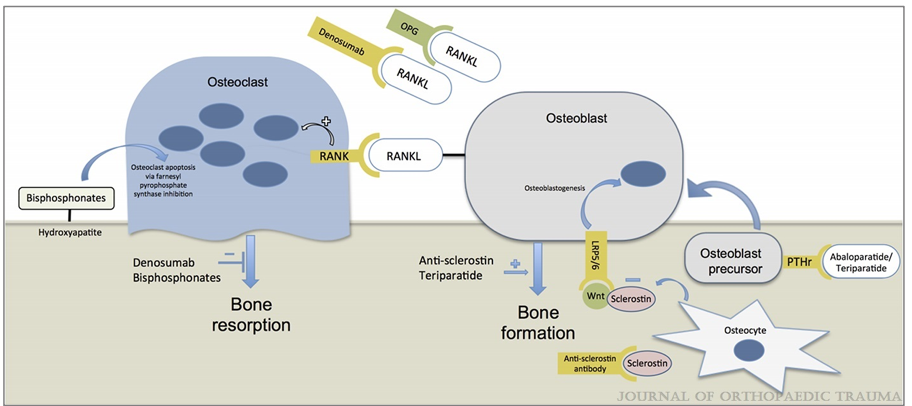 Denosumab
RANKL
OPG
RANKL
Osteoclast
Osteoblast
+
RANK
RANKL
Osteoclast apoptosis
via farnesyl
pyrophosphate
synthase inhibition
Osteoblastogenesis
Bisphosphonates
Hydroxyapatite
Denosumab
Bisphosphonates
–
Bone
resorption
Anti-sclerostin
Teriparatide
+
Bone
formation
LRP5/6
Wnt
Sclerostin
–
Osteoblast
precursor
PTHr
Abaloparatide/
Teriparatide
Osteocyte
Anti-sclerostin
antibody
Sclerostin
JOURNAL OF ORTHOPAEDIC TRAUMA